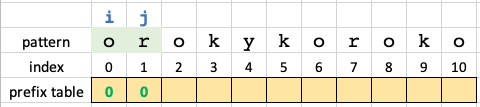 i j
pattern o r o k y k o r o k o
index 0 1 2 3 4 5 6 7 8 9 10
prefix table 0 0